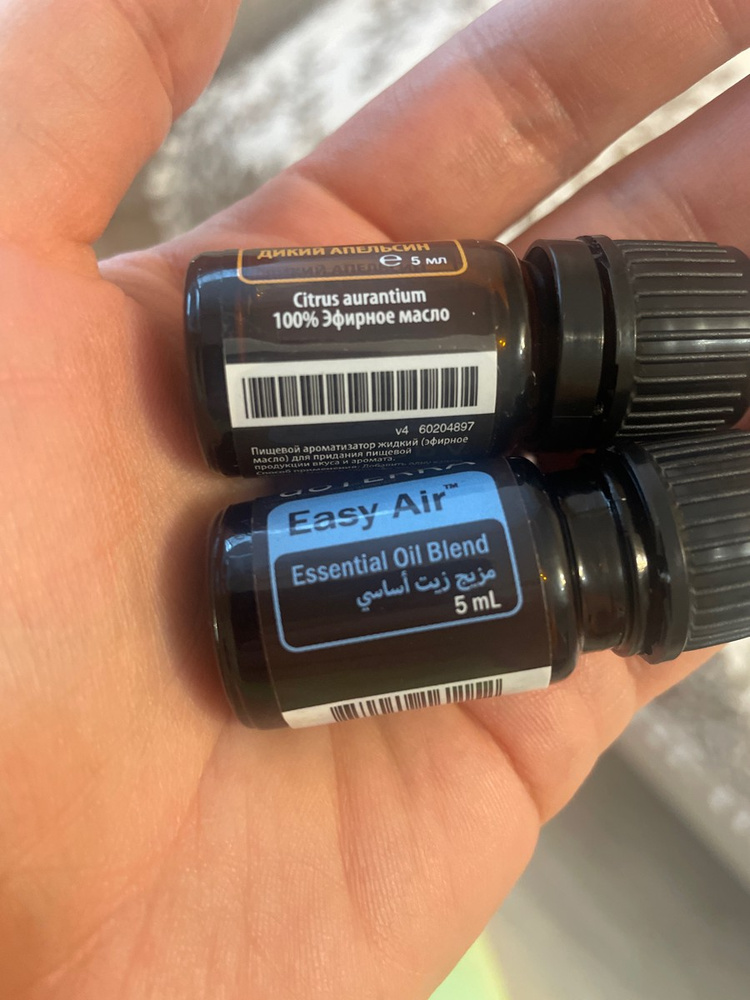 ДИКИЙ АПЕЛЬСИН
e 5 мл
Citrus aurantium
100% Эфирное масло
v4 60204897
Пищевой ароматизатор жидкий (эфирное
масло) для придания пищевой
продукции вкуса и аромата.
dōTERRA
Easy Air™
Essential Oil Blend
مزيج زيت أساسي
5 mL